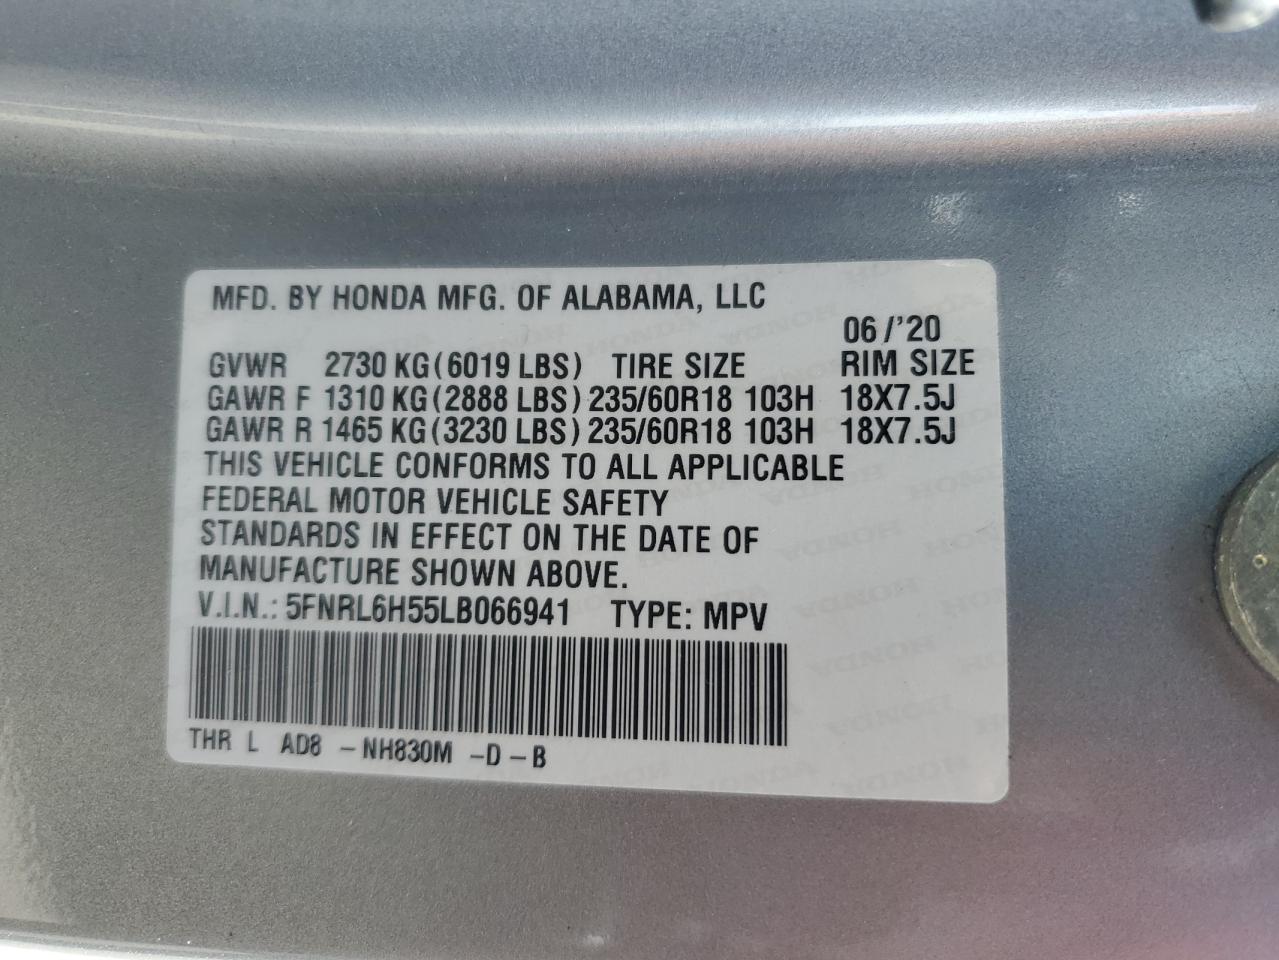 MFD. BY HONDA MFG. OF ALABAMA, LLC
06/'20
GVWR 2730 KG(6019 LBS) TIRE SIZE RIM SIZE
GAWR F 1310 KG(2888 LBS) 235/60R18 103H 18X7.5J
GAWR R 1465 KG(3230 LBS) 235/60R18 103H 18X7.5J
THIS VEHICLE CONFORMS TO ALL APPLICABLE
FEDERAL MOTOR VEHICLE SAFETY
STANDARDS IN EFFECT ON THE DATE OF
MANUFACTURE SHOWN ABOVE.
V.I.N.: 5FNRL6H55LB066941 TYPE: MPV
THR L AD8 -NH830M -D-B